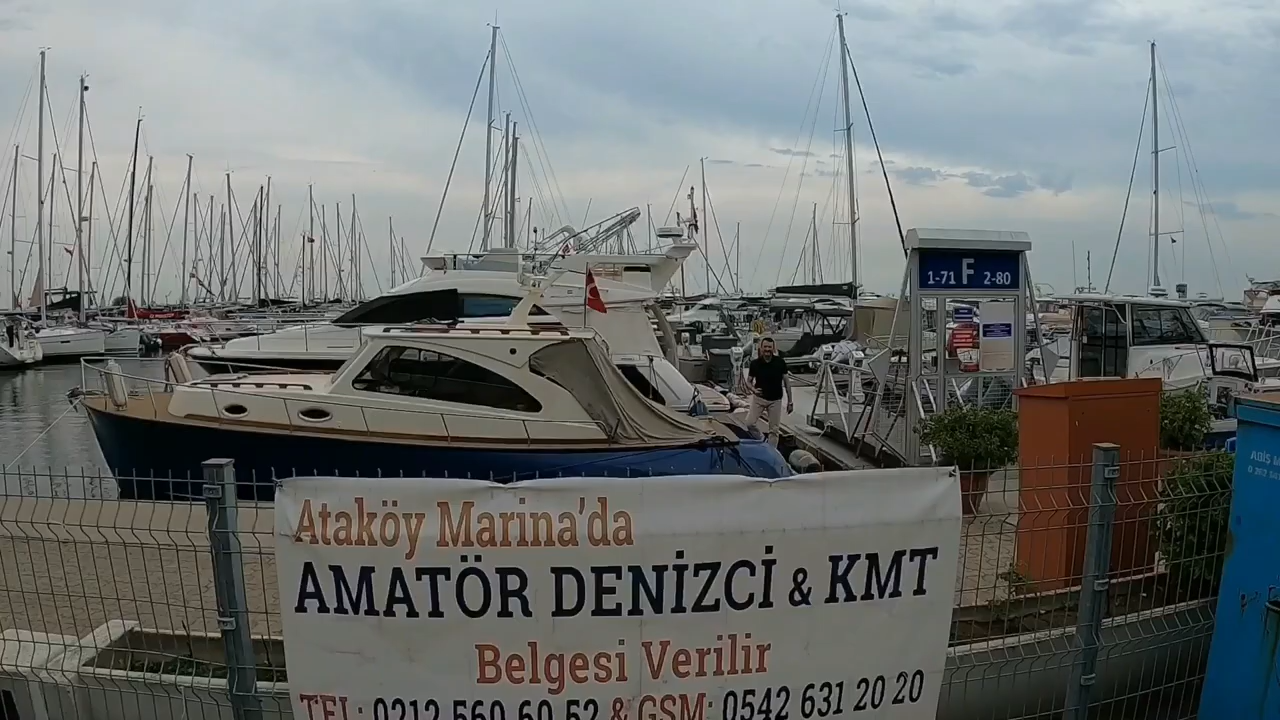 1-71 F 2-80
Ataköy Marina'da
AMATÖR DENİZCİ & KMT
Belgesi Verilir
TEL: 0212 560 60 52 & GSM: 0542 631 20 20